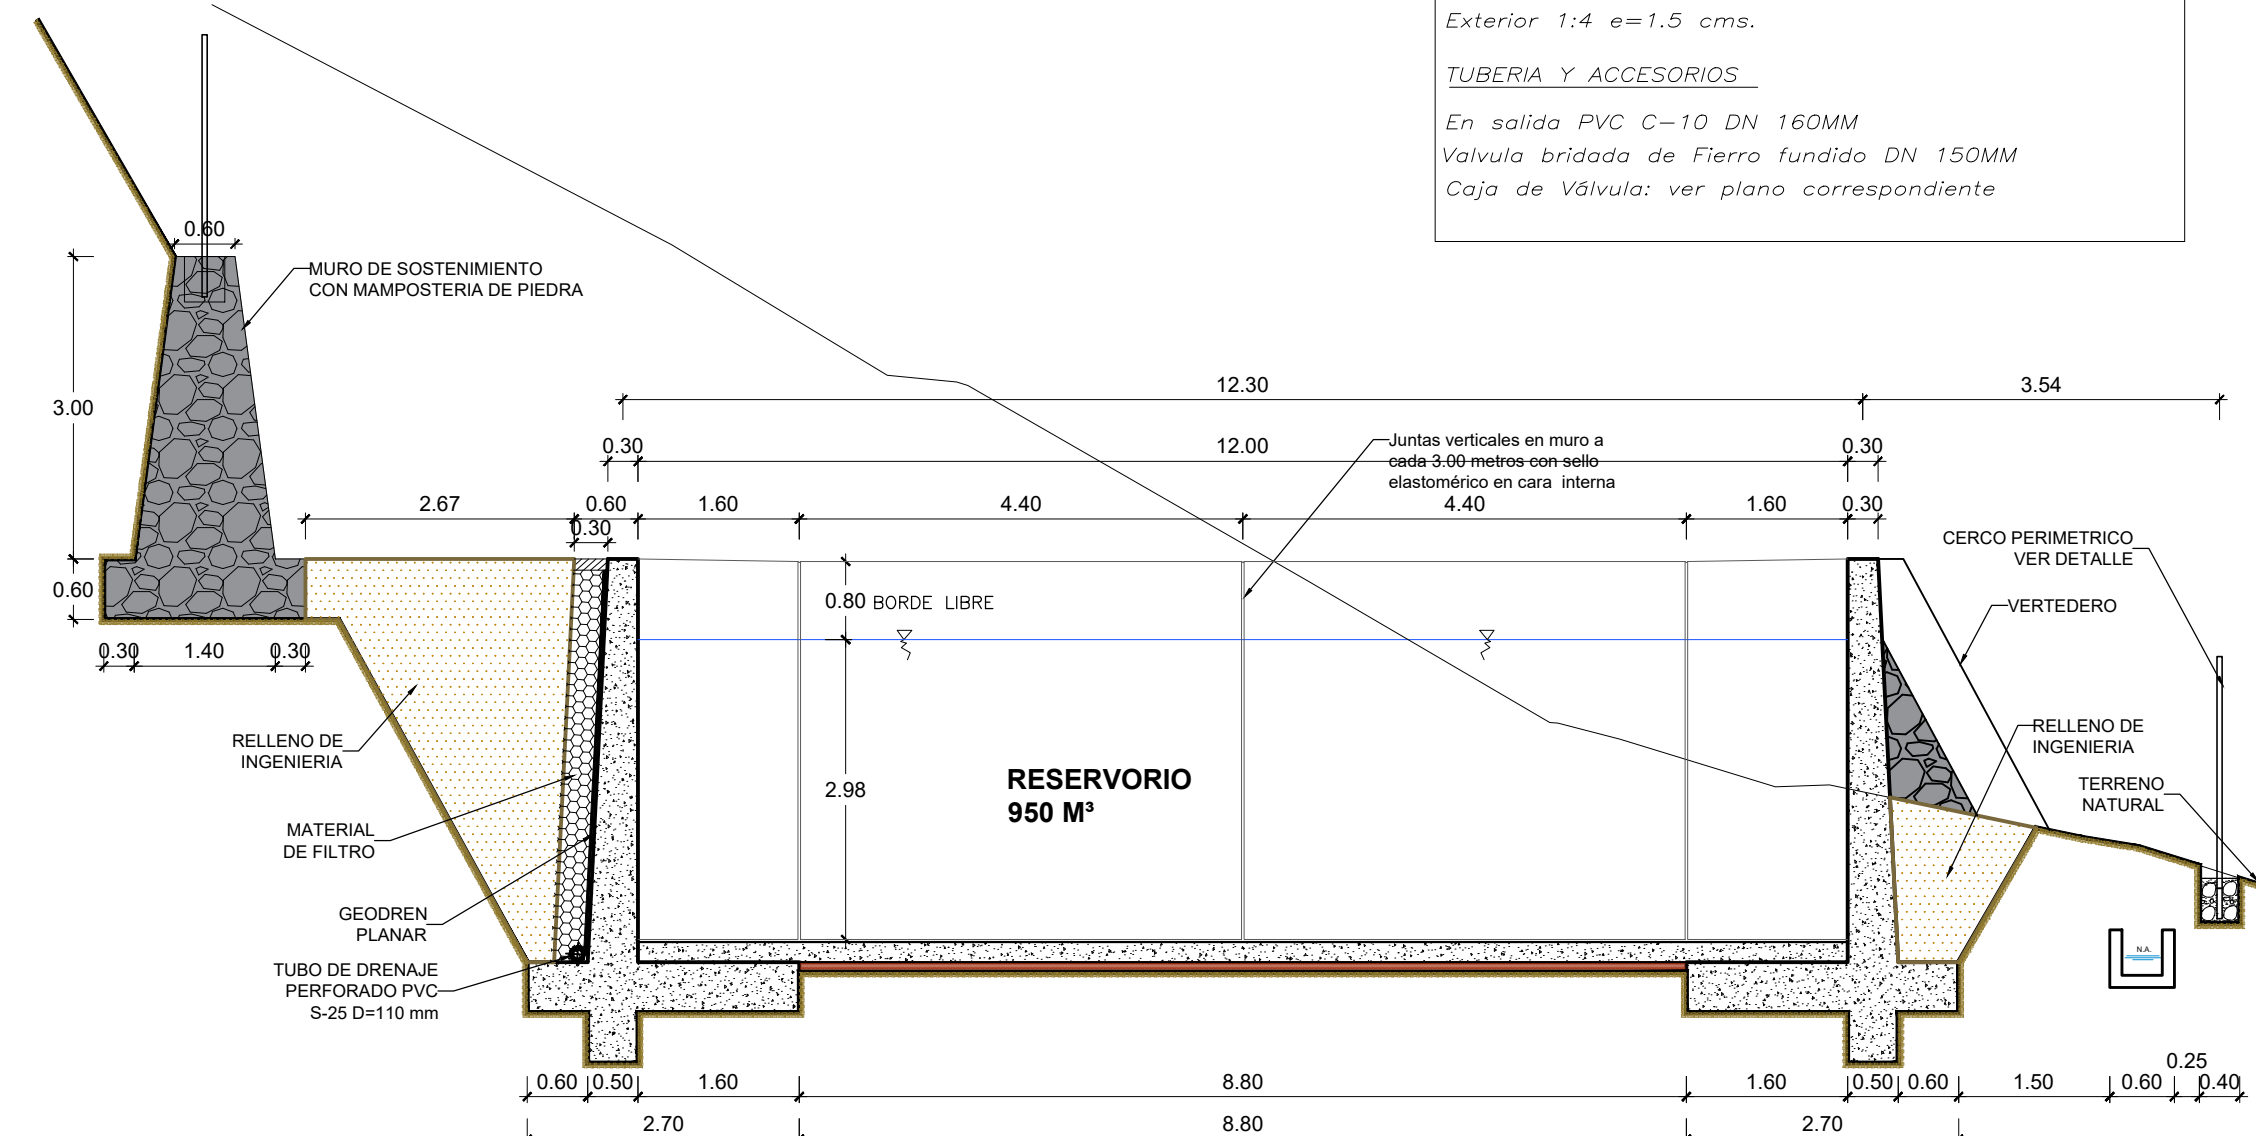 Exterior 1:4 e=1.5 cms.
TUBERIA Y ACCESORIOS
En salida PVC C-10 DN 160MM
Valvula bridada de Fierro fundido DN 150MM
Caja de Válvula: ver plano correspondiente
0.60
MURO DE SOSTENIMIENTO
CON MAMPOSTERIA DE PIEDRA
3.00
12.30
3.54
0.30
12.00
0.30
Juntas verticales en muro a
cada 3.00 metros con sello
elastomérico en cara interna
2.67
0.60
1.60
4.40
4.40
1.60
0.30
0.30
CERCO PERIMETRICO
VER DETALLE
0.60
0.80 BORDE LIBRE
VERTEDERO
0.30
1.40
0.30
RELLENO DE
INGENIERIA
RELLENO DE
INGENIERIA
2.98
RESERVORIO
950 M³
TERRENO
NATURAL
MATERIAL
DE FILTRO
GEODREN
PLANAR
N.A.
TUBO DE DRENAJE
PERFORADO PVC
S-25 D=110 mm
0.60
0.50
1.60
8.80
1.60
0.50
0.60
1.50
0.60
0.25
0.40
2.70
8.80
2.70